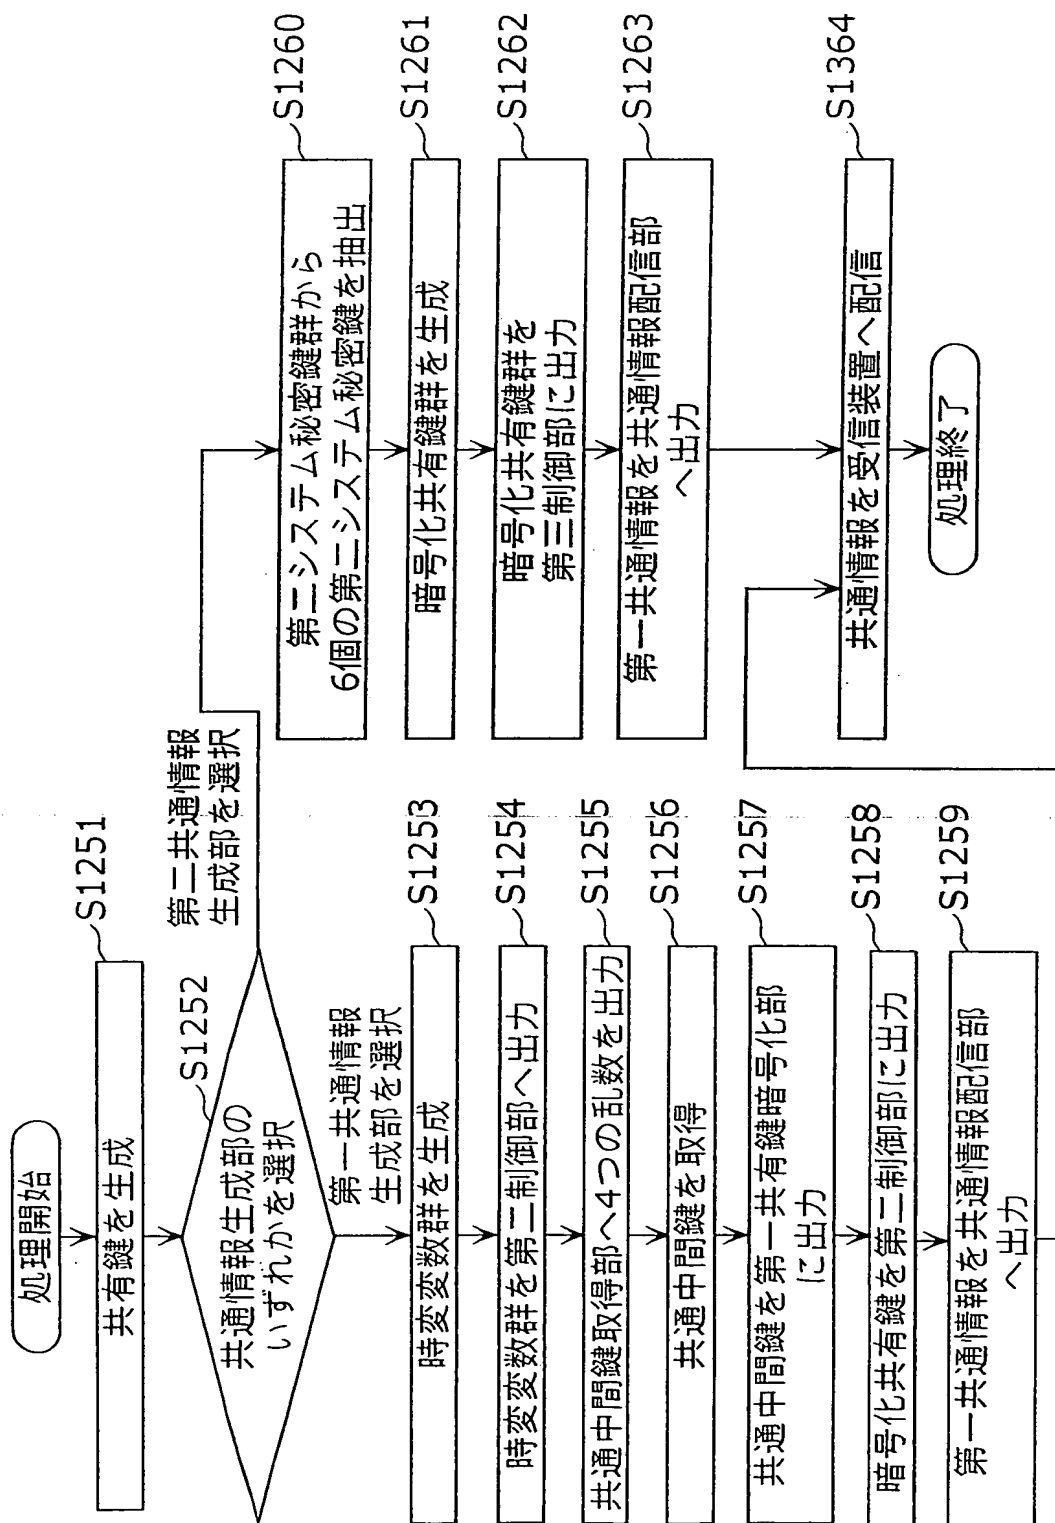 処理開始
共有鍵を生成
S1251
共通情報生成部の
いずれかを選択
S1252
第二共通情報
生成部を選択
第一共通情報
生成部を選択
時変変数群を生成
S1253
時変変数群を第二制御部へ出力
S1254
共通中間鍵取得部へ4つの乱数を出力
S1255
共通中間鍵を取得
S1256
共通中間鍵を第一共有鍵暗号化部
に出力
S1257
暗号化共有鍵を第二制御部に出力
S1258
第一共通情報を共通情報配信部
へ出力
S1259
第二システム秘密鍵群から
6個の第二システム秘密鍵を抽出
S1260
暗号化共有鍵群を生成
S1261
暗号化共有鍵群を
第三制御部に出力
S1262
第一共通情報を共通情報配信部
へ出力
S1263
共通情報を受信装置へ配信
S1364
処理終了